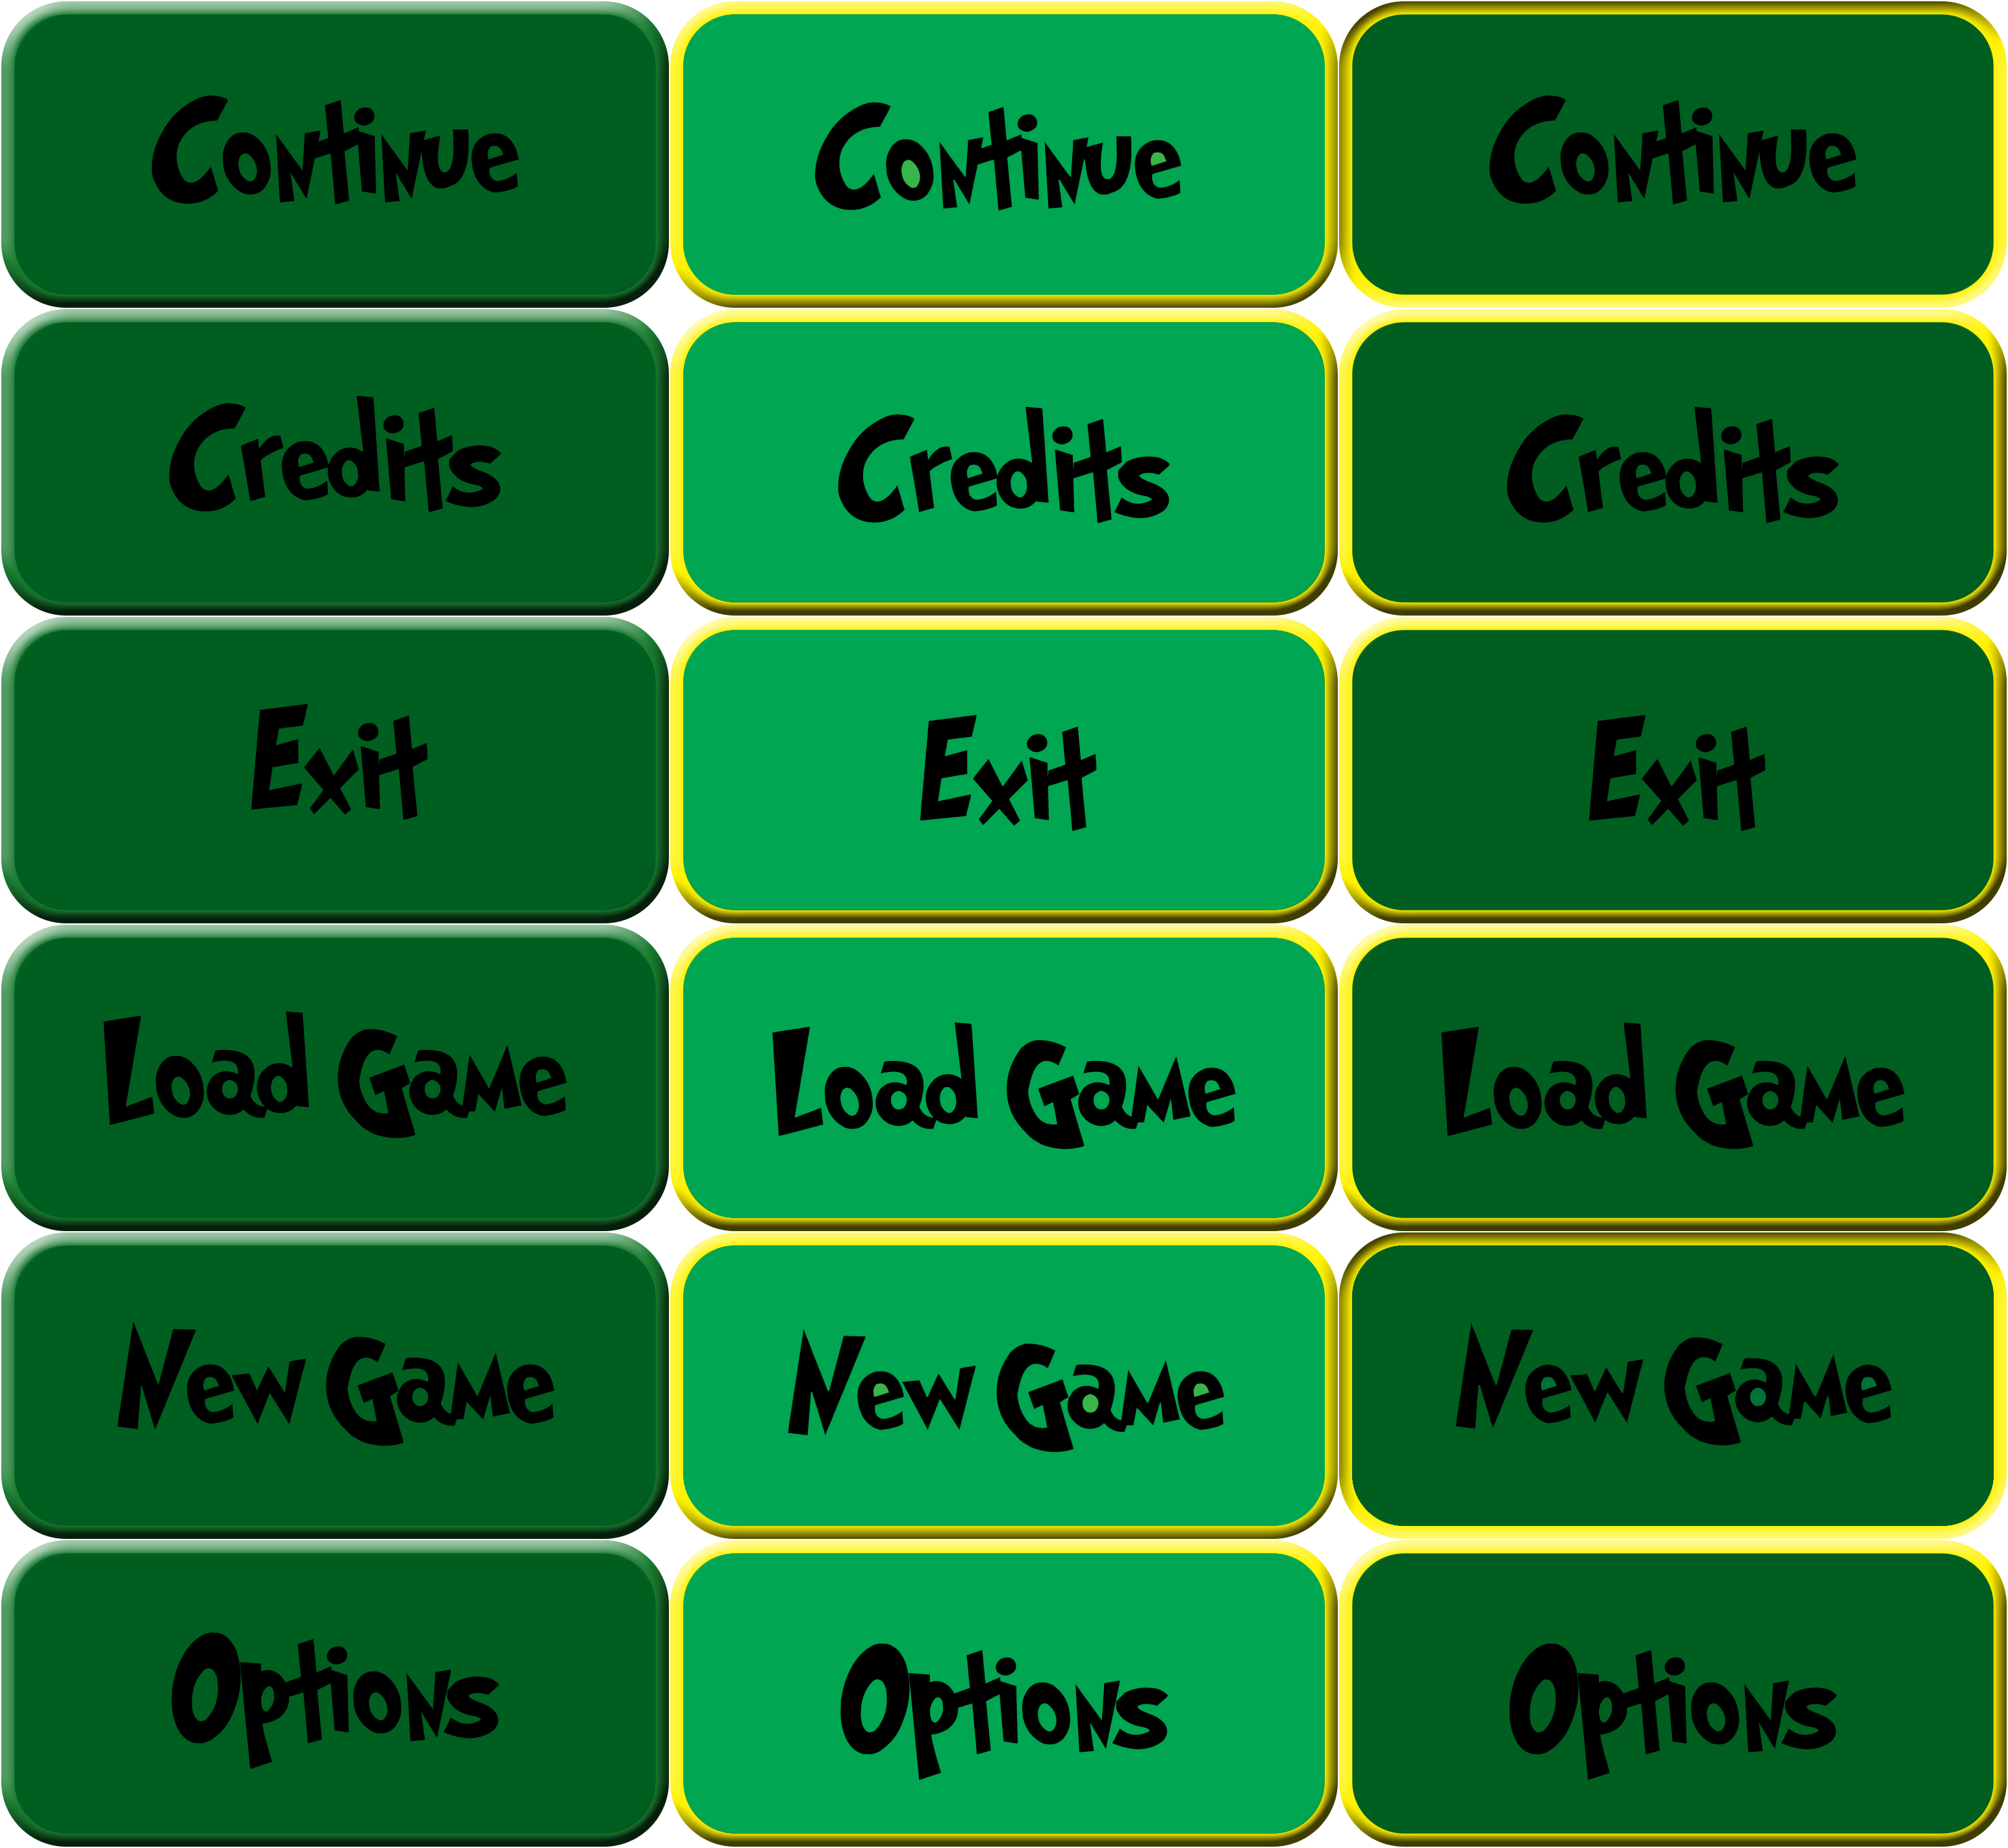 Continue Continue Continue
Credits Credits Credits
Exit Exit Exit
Load Game Load Game Load Game
New Game New Game New Game
Options Options Options